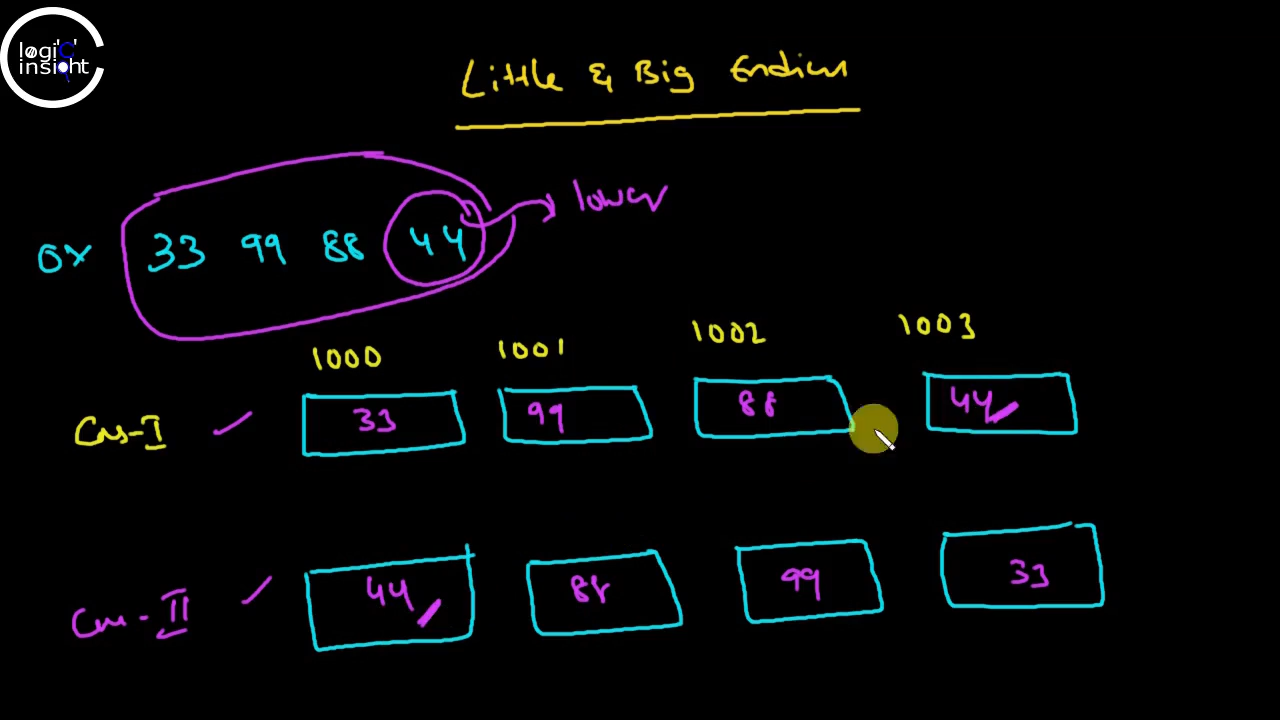 logiC
insight
Little & Big Endian
0x 33 99 88 44 lower
1000 1001 1002 1003
Cas-I 33 99 88 44
Cas-II 44 88 99 33